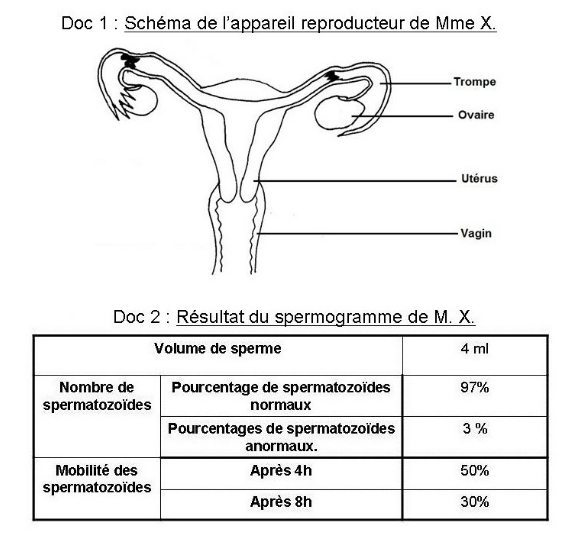 Doc 1 : Schéma de l'appareil reproducteur de Mme X.
Trompe
Ovaire
Utérus
Vagin
Doc 2 : Résultat du spermogramme de M. X.
Volume de sperme 4 ml
Nombre de spermatozoïdes
Pourcentage de spermatozoïdes normaux 97%
Pourcentages de spermatozoïdes anormaux. 3 %
Mobilité des spermatozoïdes
Après 4h 50%
Après 8h 30%